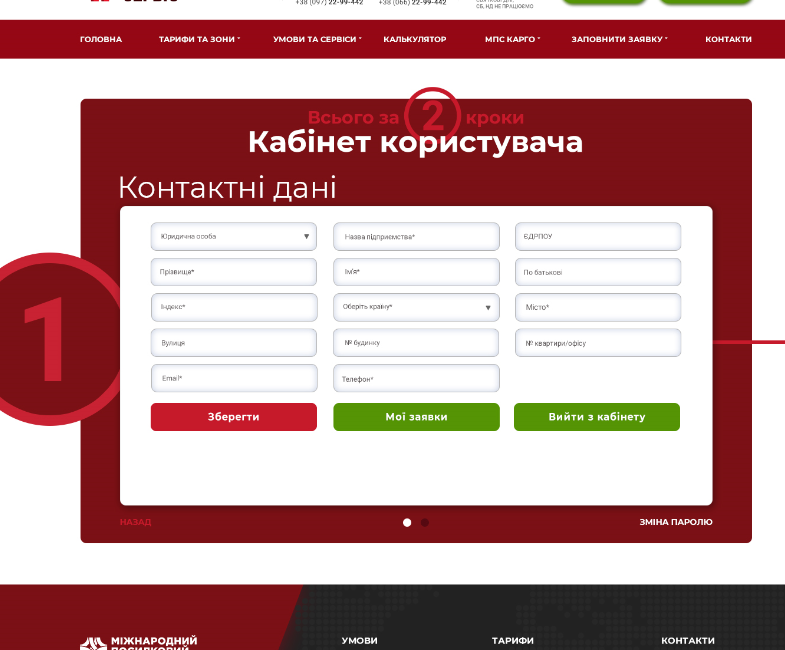 +38 (097) 22-99-442 +38 (066) 22-99-442
СБ, НД НЕ ПРАЦЮЄМО
ГОЛОВНА ТАРИФИ ТА ЗОНИ УМОВИ ТА СЕРВІСИ КАЛЬКУЛЯТОР МПС КАРГО ЗАПОВНИТИ ЗАЯВКУ КОНТАКТИ
Всього за 2 кроки
Кабінет користувача
Контактні дані
Юридична особа Назва підприємства* ЄДРПОУ
Прізвище* Ім'я* По батькові
Індекс* Оберіть країну* Місто*
1
Вулиця № будинку № квартири/офісу
Email* Телефон*
Зберегти Мої заявки Вийти з кабінету
НАЗАД ЗМІНА ПАРОЛЮ
МІЖНАРОДНИЙ УМОВИ ТАРИФИ КОНТАКТИ